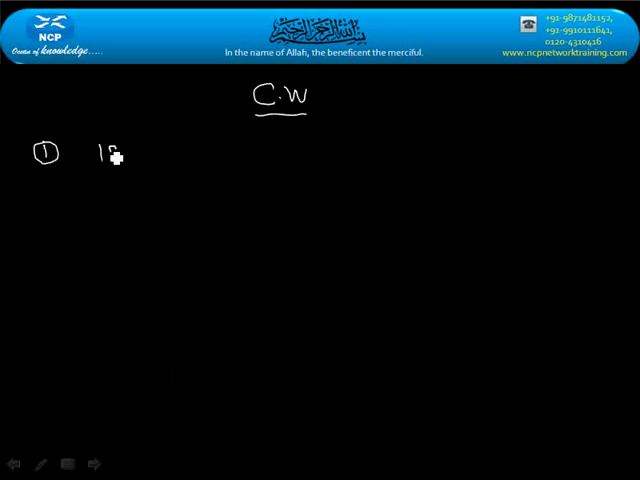 +91-9871481152,
+91-9910111641,
0120-4310416
www.ncpnetworktraining.com
NCP
Ocean of knowledge.....
بسم الله الرحمن الرحيم
In the name of Allah, the beneficent the merciful.
C.W
①